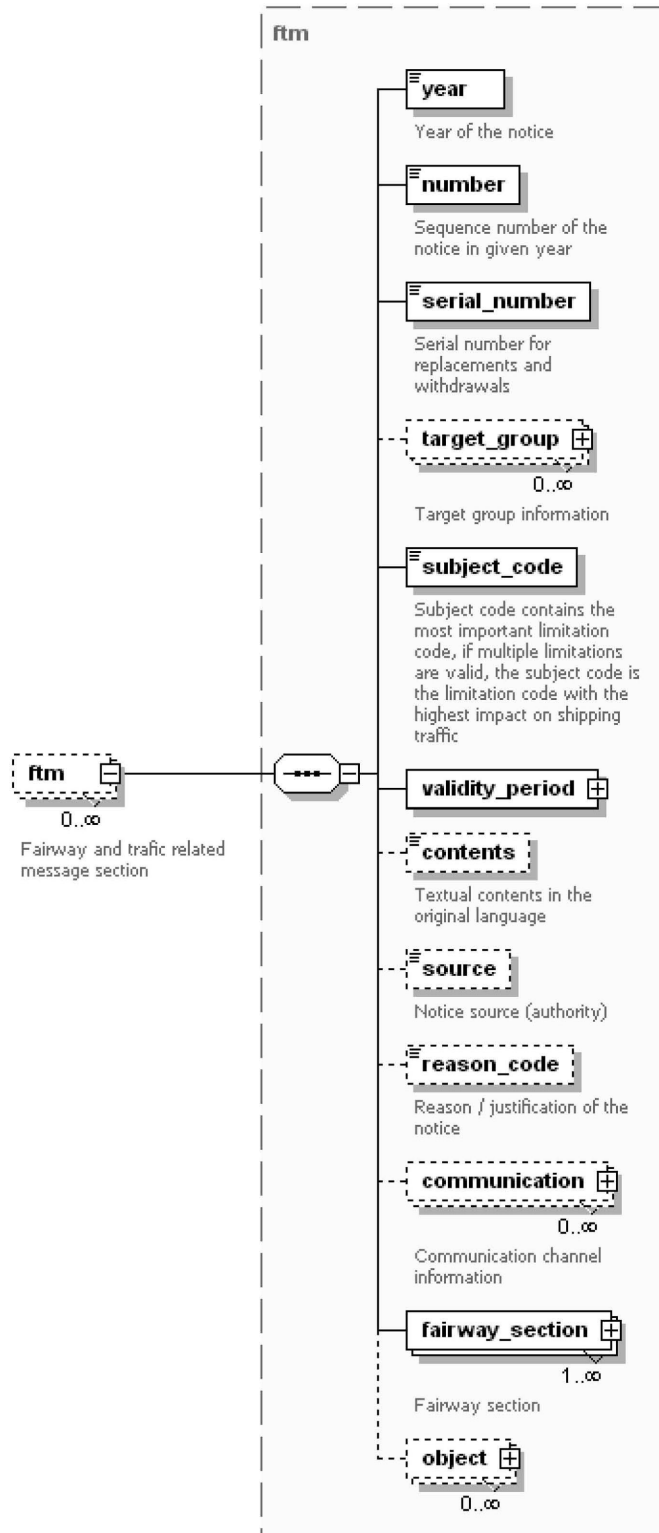 ftm
year
Year of the notice
number
Sequence number of the
notice in given year
serial_number
Serial number for
replacements and
withdrawals
target_group
0..∞
Target group information
subject_code
Subject code contains the
most important limitation
code, if multiple limitations
are valid, the subject code is
the limitation code with the
highest impact on shipping
traffic
ftm
0..∞
Fairway and trafic related
message section
validity_period
contents
Textual contents in the
original language
source
Notice source (authority)
reason_code
Reason / justification of the
notice
communication
0..∞
Communication channel
information
fairway_section
1..∞
Fairway section
object
0..∞